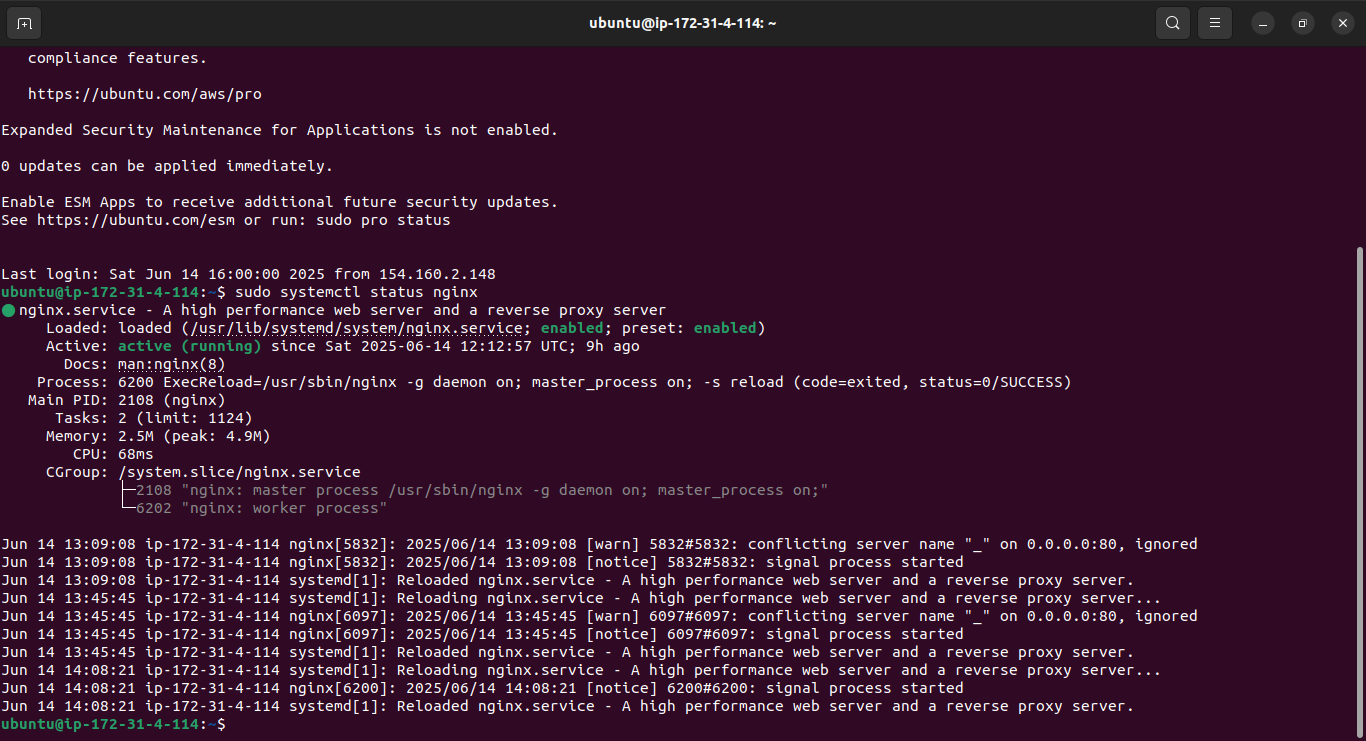 ubuntu@ip-172-31-4-114: ~
compliance features.
https://ubuntu.com/aws/pro
Expanded Security Maintenance for Applications is not enabled.
0 updates can be applied immediately.
Enable ESM Apps to receive additional future security updates.
See https://ubuntu.com/esm or run: sudo pro status
Last login: Sat Jun 14 16:00:00 2025 from 154.160.2.148
ubuntu@ip-172-31-4-114:~$ sudo systemctl status nginx
● nginx.service - A high performance web server and a reverse proxy server
Loaded: loaded (/usr/lib/systemd/system/nginx.service; enabled; preset: enabled)
Active: active (running) since Sat 2025-06-14 12:12:57 UTC; 9h ago
Docs: man:nginx(8)
Process: 6200 ExecReload=/usr/sbin/nginx -g daemon on; master_process on; -s reload (code=exited, status=0/SUCCESS)
Main PID: 2108 (nginx)
Tasks: 2 (limit: 1124)
Memory: 2.5M (peak: 4.9M)
CPU: 68ms
CGroup: /system.slice/nginx.service
├─2108 "nginx: master process /usr/sbin/nginx -g daemon on; master_process on;"
└─6202 "nginx: worker process"
Jun 14 13:09:08 ip-172-31-4-114 nginx[5832]: 2025/06/14 13:09:08 [warn] 5832#5832: conflicting server name "_" on 0.0.0.0:80, ignored
Jun 14 13:09:08 ip-172-31-4-114 nginx[5832]: 2025/06/14 13:09:08 [notice] 5832#5832: signal process started
Jun 14 13:09:08 ip-172-31-4-114 systemd[1]: Reloaded nginx.service - A high performance web server and a reverse proxy server.
Jun 14 13:45:45 ip-172-31-4-114 systemd[1]: Reloading nginx.service - A high performance web server and a reverse proxy server...
Jun 14 13:45:45 ip-172-31-4-114 nginx[6097]: 2025/06/14 13:45:45 [warn] 6097#6097: conflicting server name "_" on 0.0.0.0:80, ignored
Jun 14 13:45:45 ip-172-31-4-114 nginx[6097]: 2025/06/14 13:45:45 [notice] 6097#6097: signal process started
Jun 14 13:45:45 ip-172-31-4-114 systemd[1]: Reloaded nginx.service - A high performance web server and a reverse proxy server.
Jun 14 14:08:21 ip-172-31-4-114 systemd[1]: Reloading nginx.service - A high performance web server and a reverse proxy server...
Jun 14 14:08:21 ip-172-31-4-114 nginx[6200]: 2025/06/14 14:08:21 [notice] 6200#6200: signal process started
Jun 14 14:08:21 ip-172-31-4-114 systemd[1]: Reloaded nginx.service - A high performance web server and a reverse proxy server.
ubuntu@ip-172-31-4-114:~$